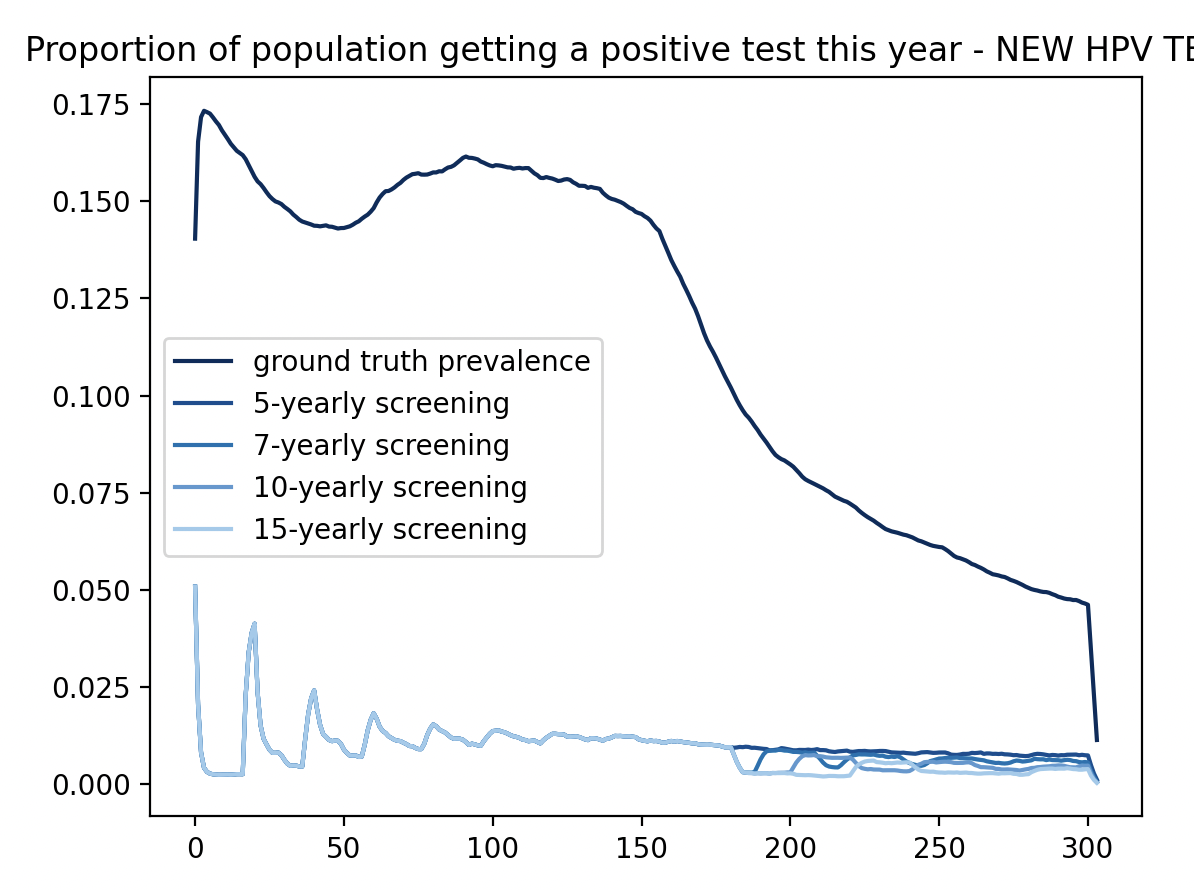 Proportion of population getting a positive test this year - NEW HPV TE
0.175
0.150
0.125
0.100
0.075
0.050
0.025
0.000
ground truth prevalence
5-yearly screening
7-yearly screening
10-yearly screening
15-yearly screening
0 50 100 150 200 250 300